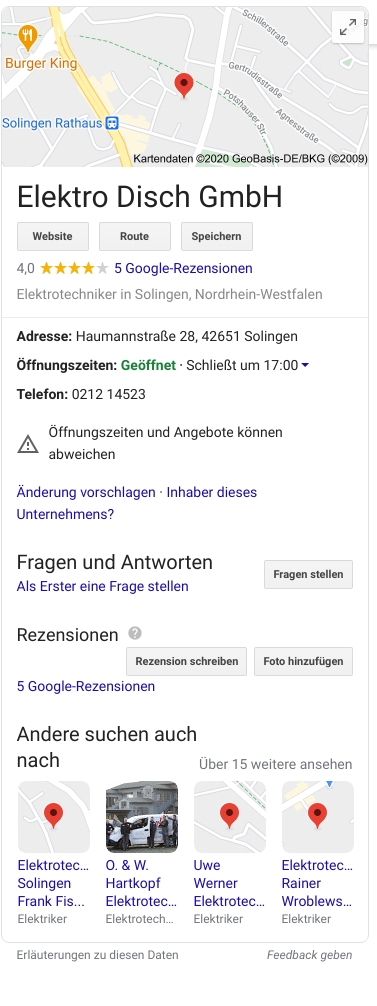 Schillerstraße
Burger King
Gertrudisstraße
Potshauser Str.
Agnesstraße
Solingen Rathaus
Kartendaten ©2020 GeoBasis-DE/BKG (©2009)
Elektro Disch GmbH
Website Route Speichern
4,0 5 Google-Rezensionen
Elektrotechniker in Solingen, Nordrhein-Westfalen
Adresse: Haumannstraße 28, 42651 Solingen
Öffnungszeiten: Geöffnet · Schließt um 17:00
Telefon: 0212 14523
Öffnungszeiten und Angebote können
abweichen
Änderung vorschlagen · Inhaber dieses
Unternehmens?
Fragen und Antworten
Fragen stellen
Als Erster eine Frage stellen
Rezensionen ?
Rezension schreiben Foto hinzufügen
5 Google-Rezensionen
Andere suchen auch
nach
Über 15 weitere ansehen
Elektrotec...
Solingen
Frank Fis...
Elektriker
O. & W.
Hartkopf
Elektrotec...
Elektrotech...
Uwe
Werner
Elektrotec...
Elektriker
Elektrotec...
Rainer
Wroblews...
Elektriker
Erläuterungen zu diesen Daten
Feedback geben